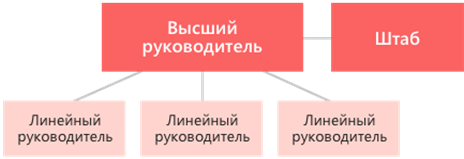 Высший
руководитель
Штаб
Линейный
руководитель
Линейный
руководитель
Линейный
руководитель